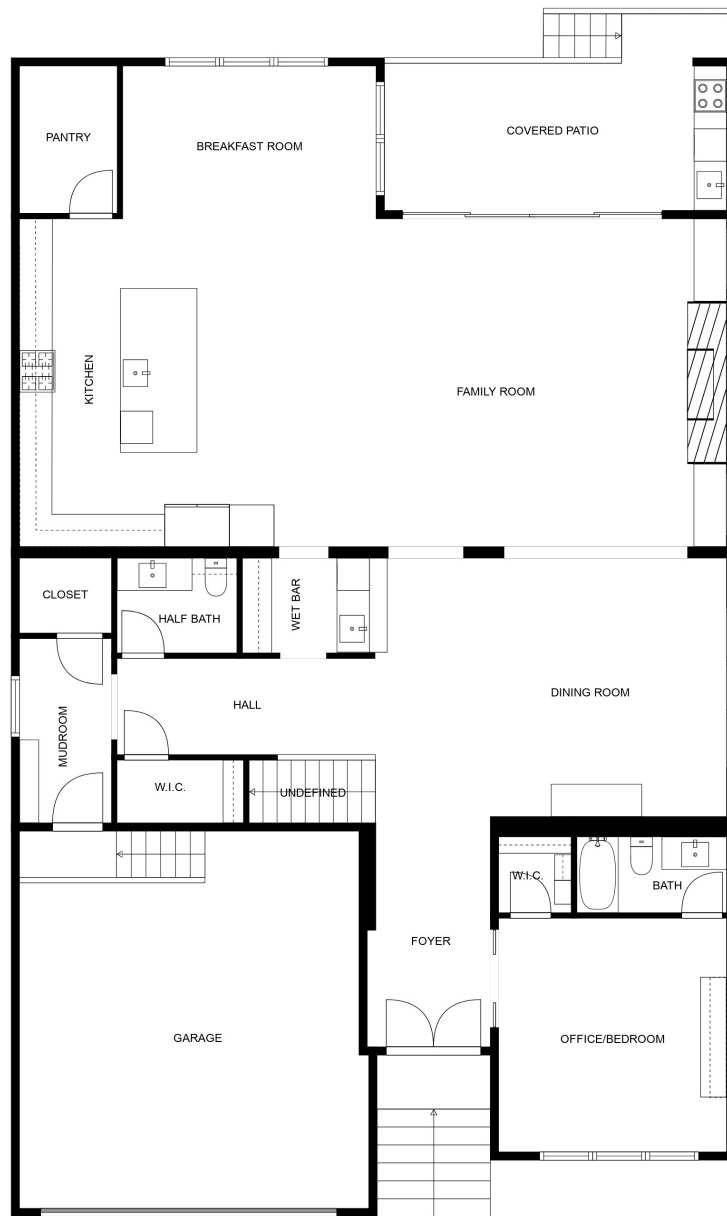 PANTRY
BREAKFAST ROOM
COVERED PATIO
KITCHEN
FAMILY ROOM
CLOSET
HALF BATH
WET BAR
MUDROOM
HALL
DINING ROOM
W.I.C.
UNDEFINED
W.I.C.
BATH
FOYER
GARAGE
OFFICE/BEDROOM